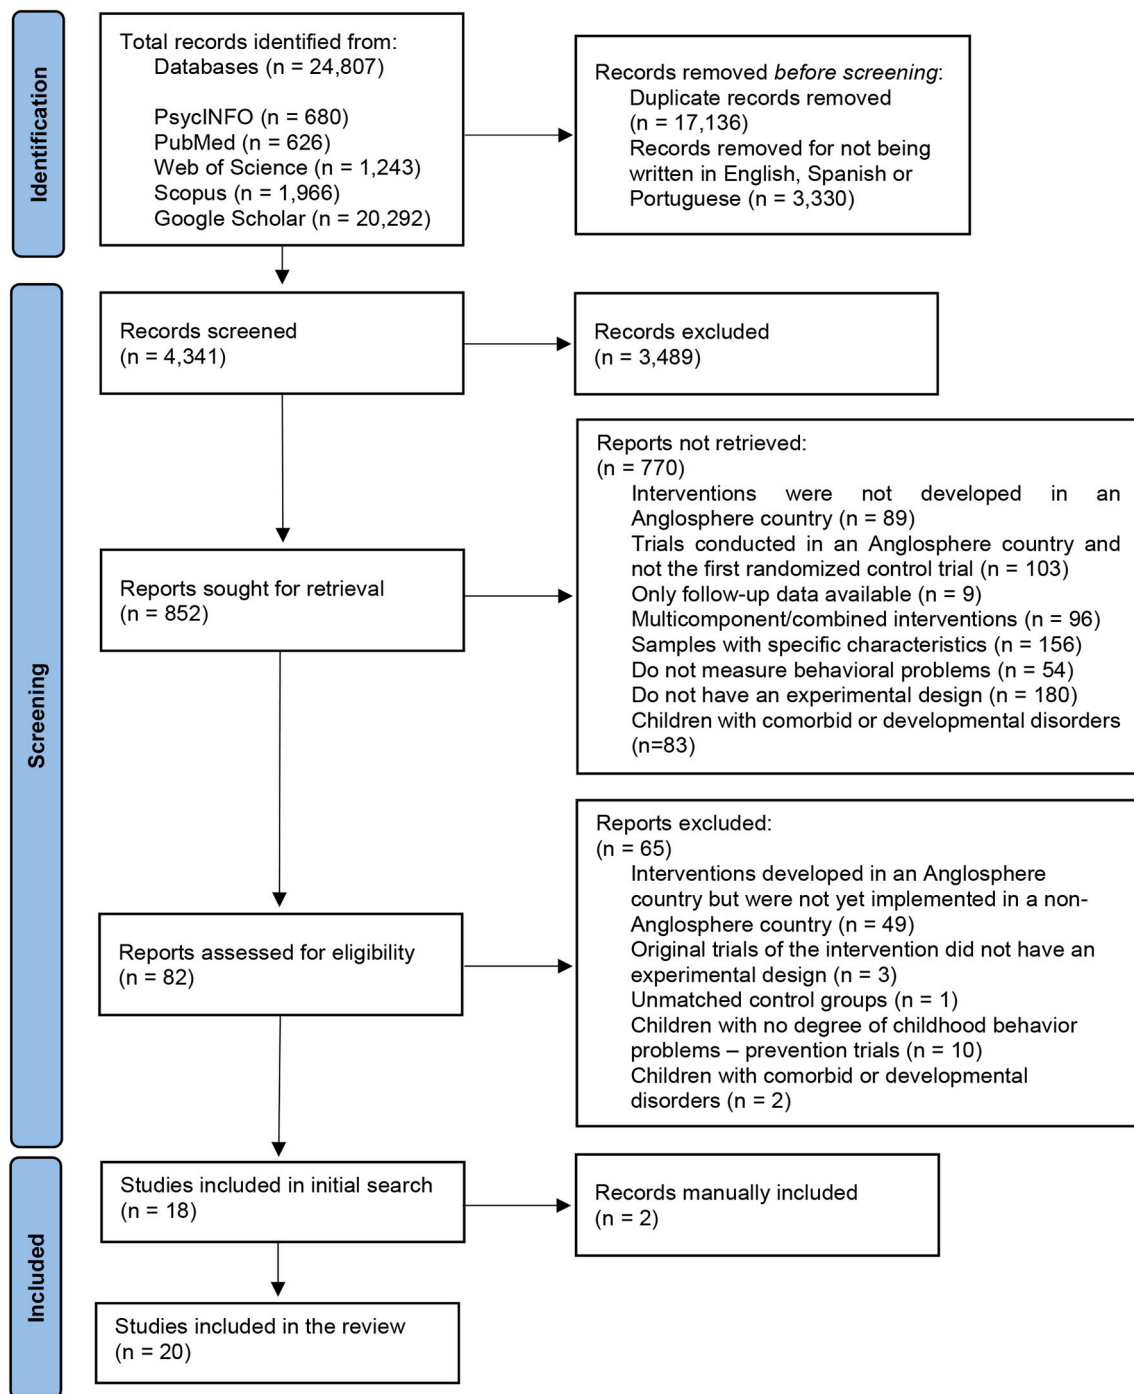 Identification
Total records identified from:
Databases (n = 24,807)
PsycINFO (n = 680)
PubMed (n = 626)
Web of Science (n = 1,243)
Scopus (n = 1,966)
Google Scholar (n = 20,292)
Records removed before screening:
Duplicate records removed
(n = 17,136)
Records removed for not being
written in English, Spanish or
Portuguese (n = 3,330)
Screening
Records screened
(n = 4,341)
Records excluded
(n = 3,489)
Reports sought for retrieval
(n = 852)
Reports not retrieved:
(n = 770)
Interventions were not developed in an
Anglosphere country (n = 89)
Trials conducted in an Anglosphere country and
not the first randomized control trial (n = 103)
Only follow-up data available (n = 9)
Multicomponent/combined interventions (n = 96)
Samples with specific characteristics (n = 156)
Do not measure behavioral problems (n = 54)
Do not have an experimental design (n = 180)
Children with comorbid or developmental disorders
(n=83)
Reports assessed for eligibility
(n = 82)
Reports excluded:
(n = 65)
Interventions developed in an Anglosphere
country but were not yet implemented in a non-
Anglosphere country (n = 49)
Original trials of the intervention did not have an
experimental design (n = 3)
Unmatched control groups (n = 1)
Children with no degree of childhood behavior
problems – prevention trials (n = 10)
Children with comorbid or developmental
disorders (n = 2)
Included
Studies included in initial search
(n = 18)
Records manually included
(n = 2)
Studies included in the review
(n = 20)